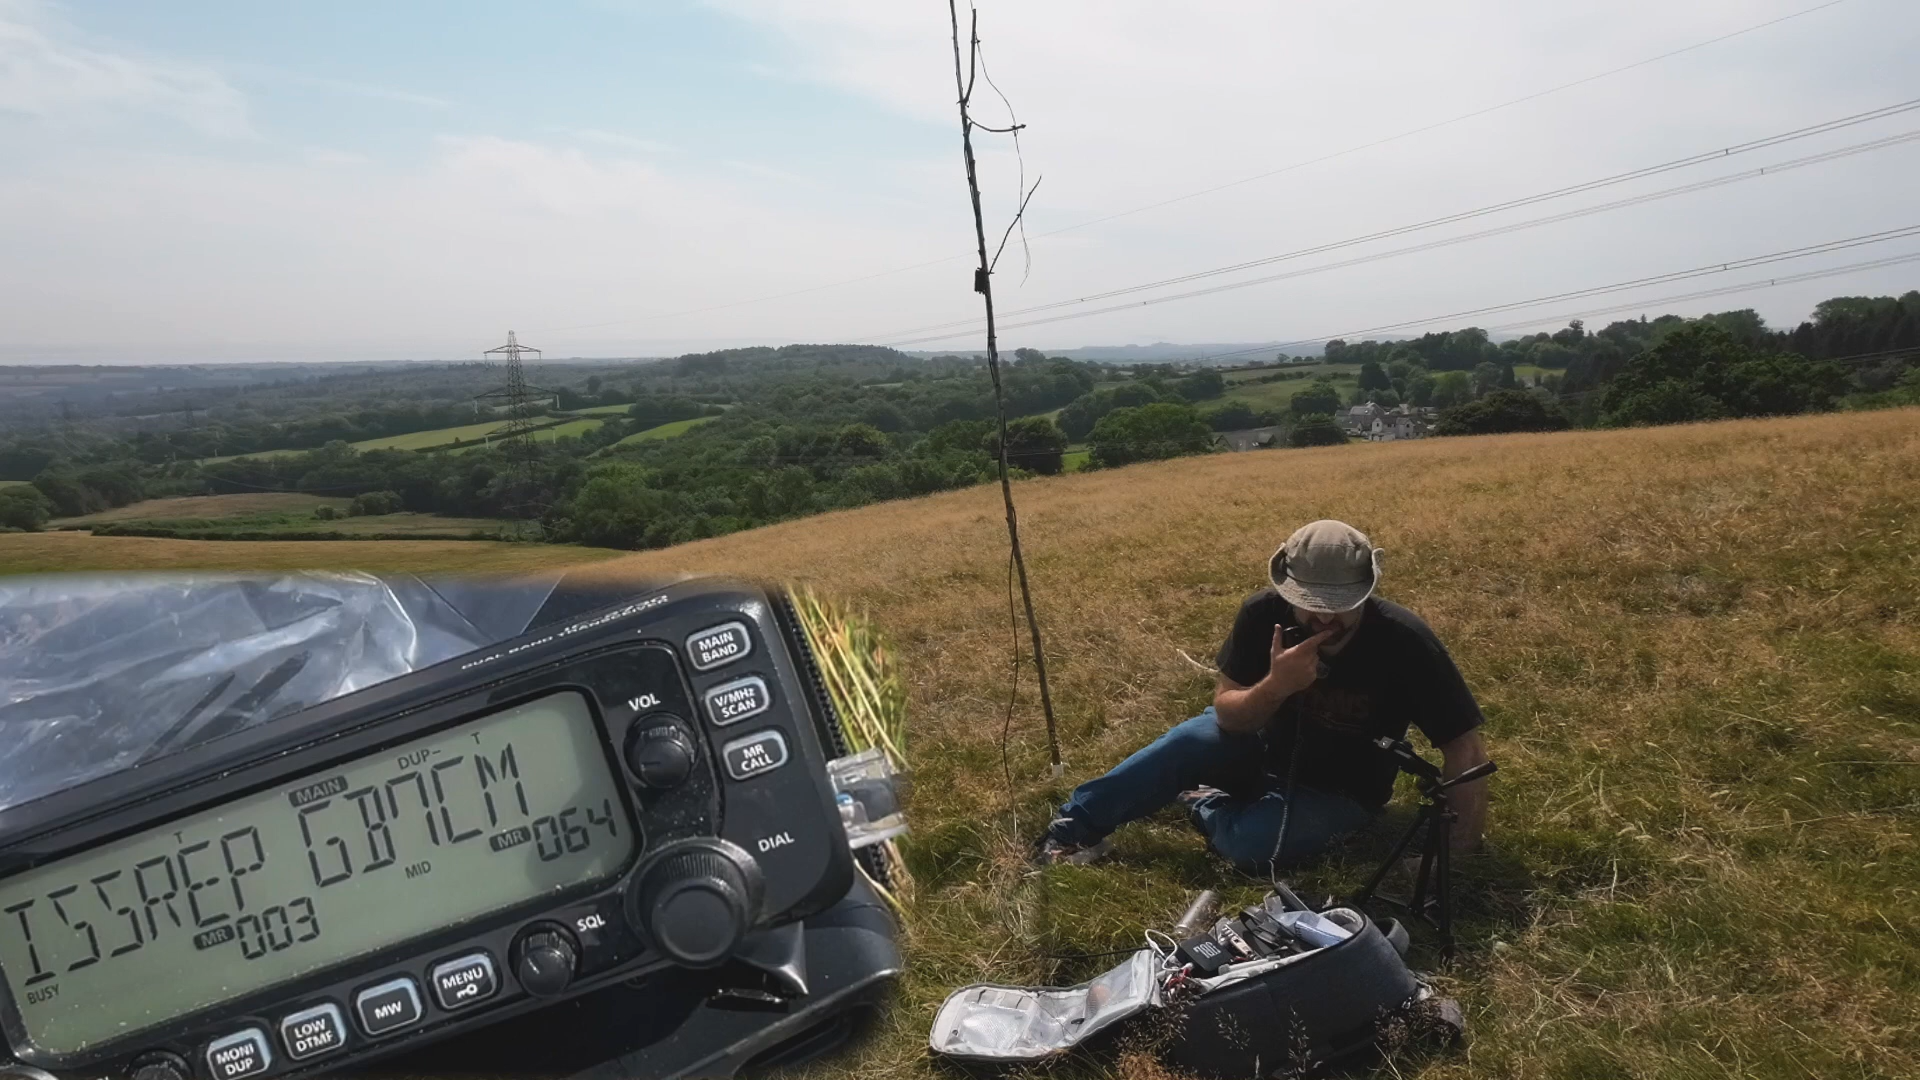 DUAL BAND TRANSCEIVER
MAIN
BAND
V/MHz
SCAN
MR
CALL
VOL
DIAL
SQL
T
DUP-
T
MAIN
ISSREP GB7CM
MID
MR 064
MR 003
BUSY
MENU
MW
LOW
DTMF
MONI
DUP